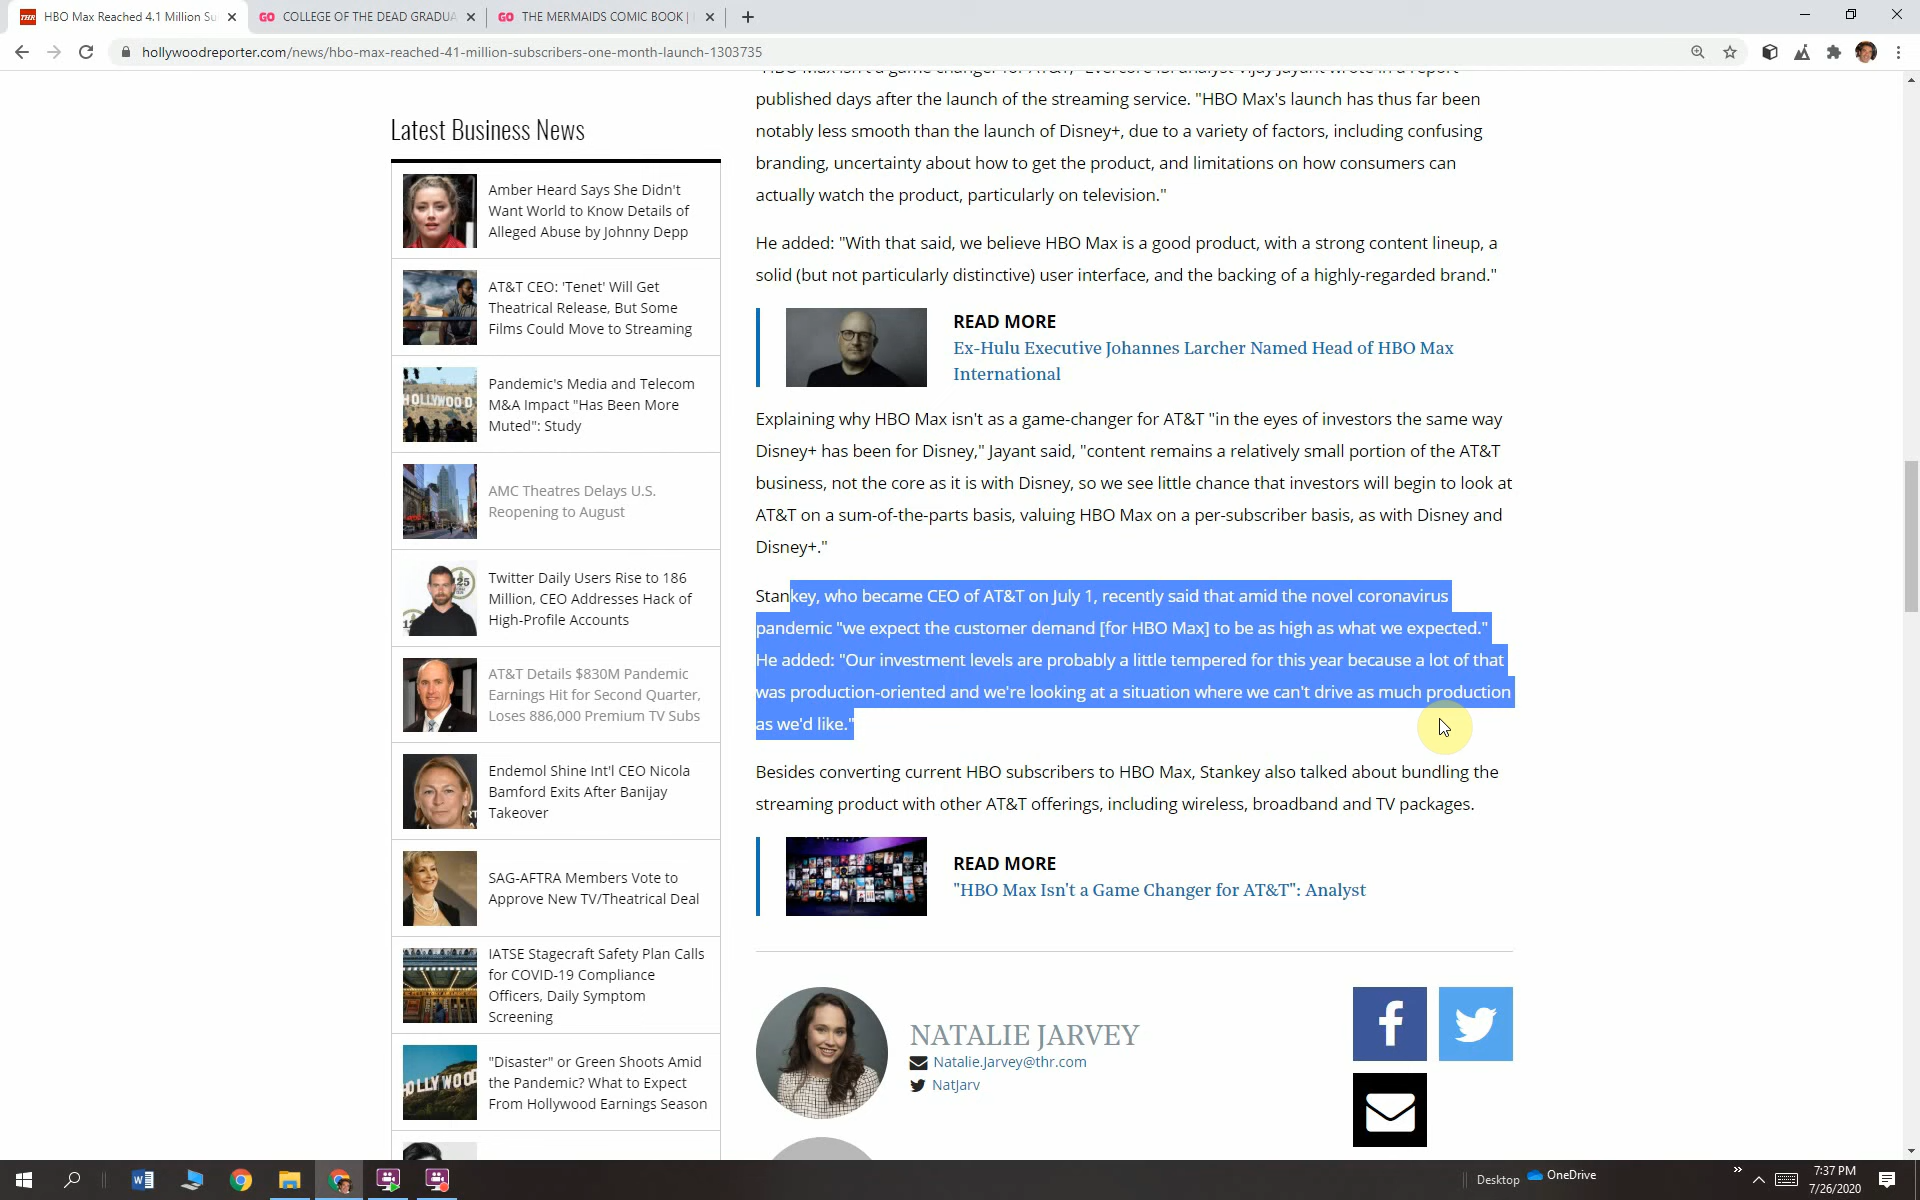 HBO Max Reached 4.1 Million Su
COLLEGE OF THE DEAD GRADUA
THE MERMAIDS COMIC BOOK |
hollywoodreporter.com/news/hbo-max-reached-41-million-subscribers-one-month-launch-1303735
Latest Business News
Amber Heard Says She Didn't
Want World to Know Details of
Alleged Abuse by Johnny Depp
AT&T CEO: 'Tenet' Will Get
Theatrical Release, But Some
Films Could Move to Streaming
Pandemic's Media and Telecom
M&A Impact "Has Been More
Muted": Study
AMC Theatres Delays U.S.
Reopening to August
Twitter Daily Users Rise to 186
Million, CEO Addresses Hack of
High-Profile Accounts
AT&T Details $830M Pandemic
Earnings Hit for Second Quarter,
Loses 886,000 Premium TV Subs
Endemol Shine Int'l CEO Nicola
Bamford Exits After Banijay
Takeover
SAG-AFTRA Members Vote to
Approve New TV/Theatrical Deal
IATSE Stagecraft Safety Plan Calls
for COVID-19 Compliance
Officers, Daily Symptom
Screening
"Disaster" or Green Shoots Amid
the Pandemic? What to Expect
From Hollywood Earnings Season
"HBO Max isn't a game changer for AT&T," Evercore ISI analyst Vijay Jayant wrote in a report
published days after the launch of the streaming service. "HBO Max's launch has thus far been
notably less smooth than the launch of Disney+, due to a variety of factors, including confusing
branding, uncertainty about how to get the product, and limitations on how consumers can
actually watch the product, particularly on television."
He added: "With that said, we believe HBO Max is a good product, with a strong content lineup, a
solid (but not particularly distinctive) user interface, and the backing of a highly-regarded brand."
READ MORE
Ex-Hulu Executive Johannes Larcher Named Head of HBO Max
International
Explaining why HBO Max isn't as a game-changer for AT&T "in the eyes of investors the same way
Disney+ has been for Disney," Jayant said, "content remains a relatively small portion of the AT&T
business, not the core as it is with Disney, so we see little chance that investors will begin to look at
AT&T on a sum-of-the-parts basis, valuing HBO Max on a per-subscriber basis, as with Disney and
Disney+."
Stankey, who became CEO of AT&T on July 1, recently said that amid the novel coronavirus
pandemic "we expect the customer demand [for HBO Max] to be as high as what we expected."
He added: "Our investment levels are probably a little tempered for this year because a lot of that
was production-oriented and we're looking at a situation where we can't drive as much production
as we'd like."
Besides converting current HBO subscribers to HBO Max, Stankey also talked about bundling the
streaming product with other AT&T offerings, including wireless, broadband and TV packages.
READ MORE
"HBO Max Isn't a Game Changer for AT&T": Analyst
NATALIE JARVEY
Natalie.Jarvey@thr.com
NatJarv
Desktop
OneDrive
7:37 PM
7/26/2020